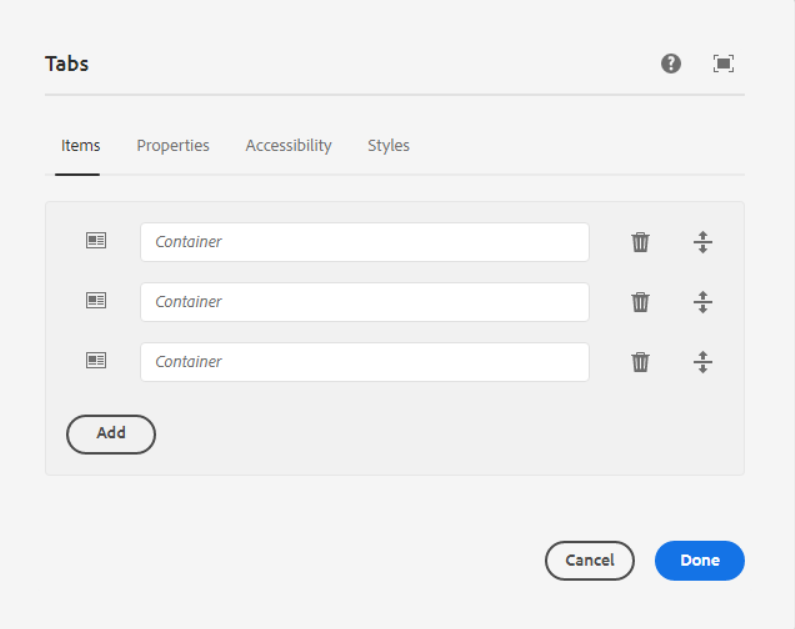 Tabs
Items Properties Accessibility Styles
Container
Container
Container
Add
Cancel Done